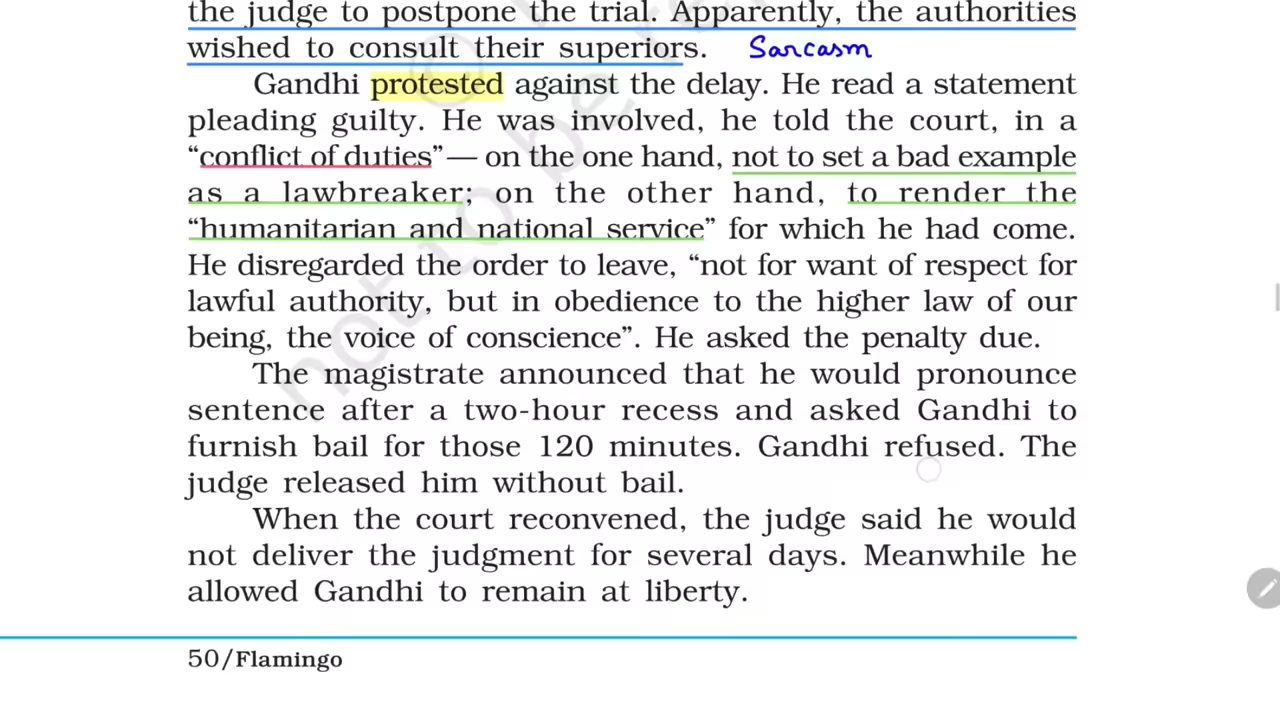 the judge to postpone the trial. Apparently, the authorities
wished to consult their superiors. Sarcasm
Gandhi protested against the delay. He read a statement
pleading guilty. He was involved, he told the court, in a
“conflict of duties”— on the one hand, not to set a bad example
as a lawbreaker; on the other hand, to render the
“humanitarian and national service” for which he had come.
He disregarded the order to leave, “not for want of respect for
lawful authority, but in obedience to the higher law of our
being, the voice of conscience”. He asked the penalty due.
The magistrate announced that he would pronounce
sentence after a two-hour recess and asked Gandhi to
furnish bail for those 120 minutes. Gandhi refused. The
judge released him without bail.
When the court reconvened, the judge said he would
not deliver the judgment for several days. Meanwhile he
allowed Gandhi to remain at liberty.
50/Flamingo
not to be re